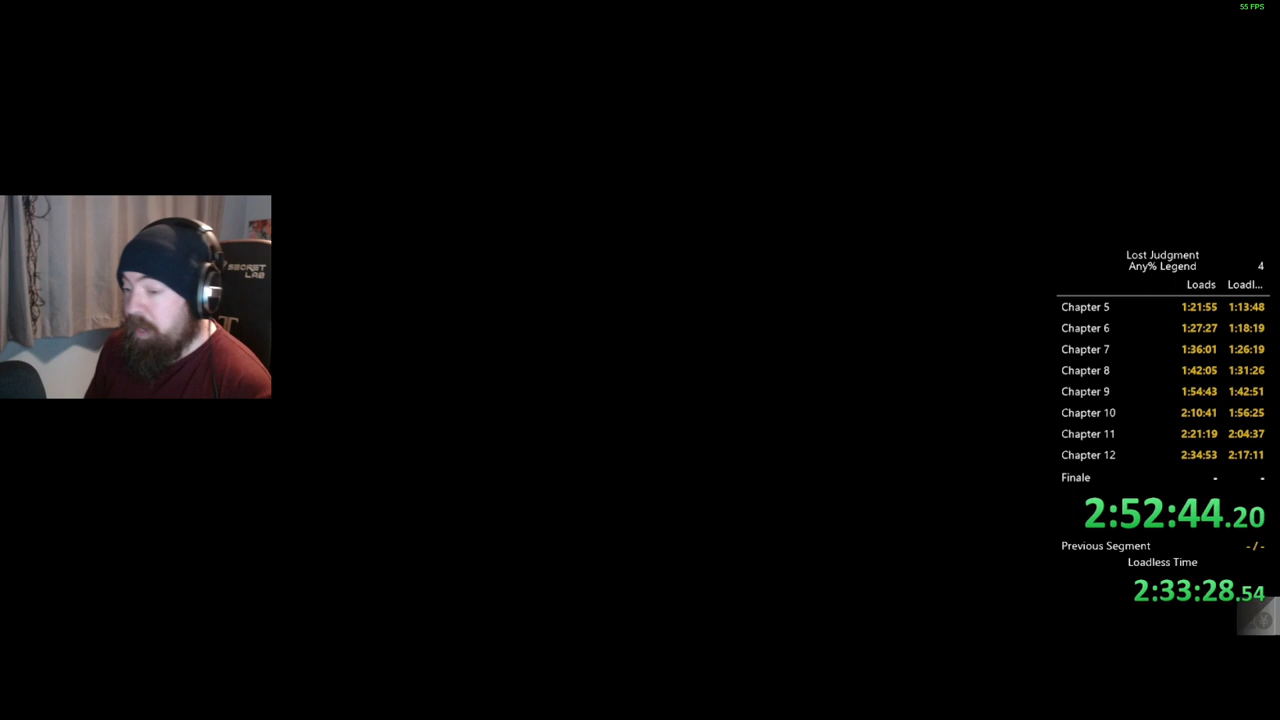 55 FPS
SECRET
LAB
Lost Judgment
Any% Legend 4
Loads Loadl...
Chapter 5 1:21:55 1:13:48
Chapter 6 1:27:27 1:18:19
Chapter 7 1:36:01 1:26:19
Chapter 8 1:42:05 1:31:26
Chapter 9 1:54:43 1:42:51
Chapter 10 2:10:41 1:56:25
Chapter 11 2:21:19 2:04:37
Chapter 12 2:34:53 2:17:11
Finale - -
2:52:44.20
Previous Segment - / -
Loadless Time
2:33:28.54
¥